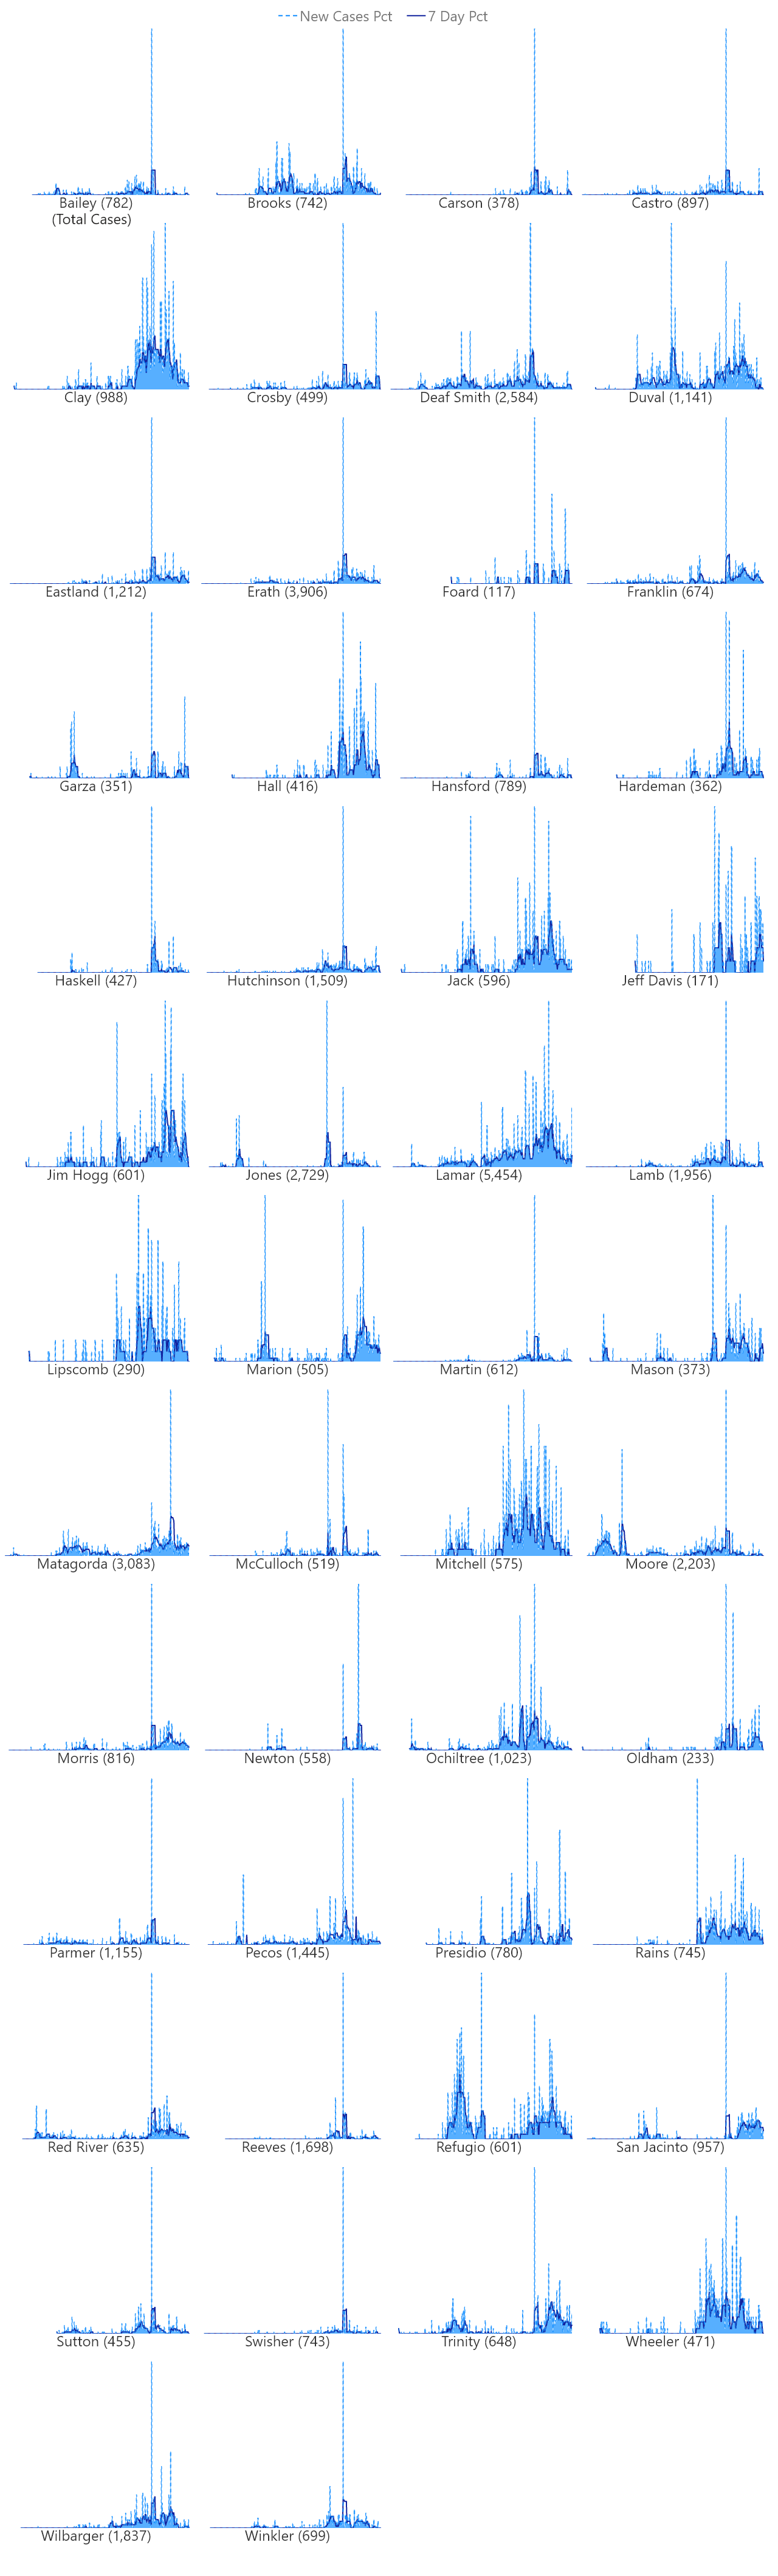 New Cases Pct 7 Day Pct
Bailey (782) Brooks (742) Carson (378) Castro (897)
(Total Cases)
Clay (988) Crosby (499) Deaf Smith (2,584) Duval (1,141)
Eastland (1,212) Erath (3,906) Foard (117) Franklin (674)
Garza (351) Hall (416) Hansford (789) Hardeman (362)
Haskell (427) Hutchinson (1,509) Jack (596) Jeff Davis (171)
Jim Hogg (601) Jones (2,729) Lamar (5,454) Lamb (1,956)
Lipscomb (290) Marion (505) Martin (612) Mason (373)
Matagorda (3,083) McCulloch (519) Mitchell (575) Moore (2,203)
Morris (816) Newton (558) Ochiltree (1,023) Oldham (233)
Parmer (1,155) Pecos (1,445) Presidio (780) Rains (745)
Red River (635) Reeves (1,698) Refugio (601) San Jacinto (957)
Sutton (455) Swisher (743) Trinity (648) Wheeler (471)
Wilbarger (1,837) Winkler (699)